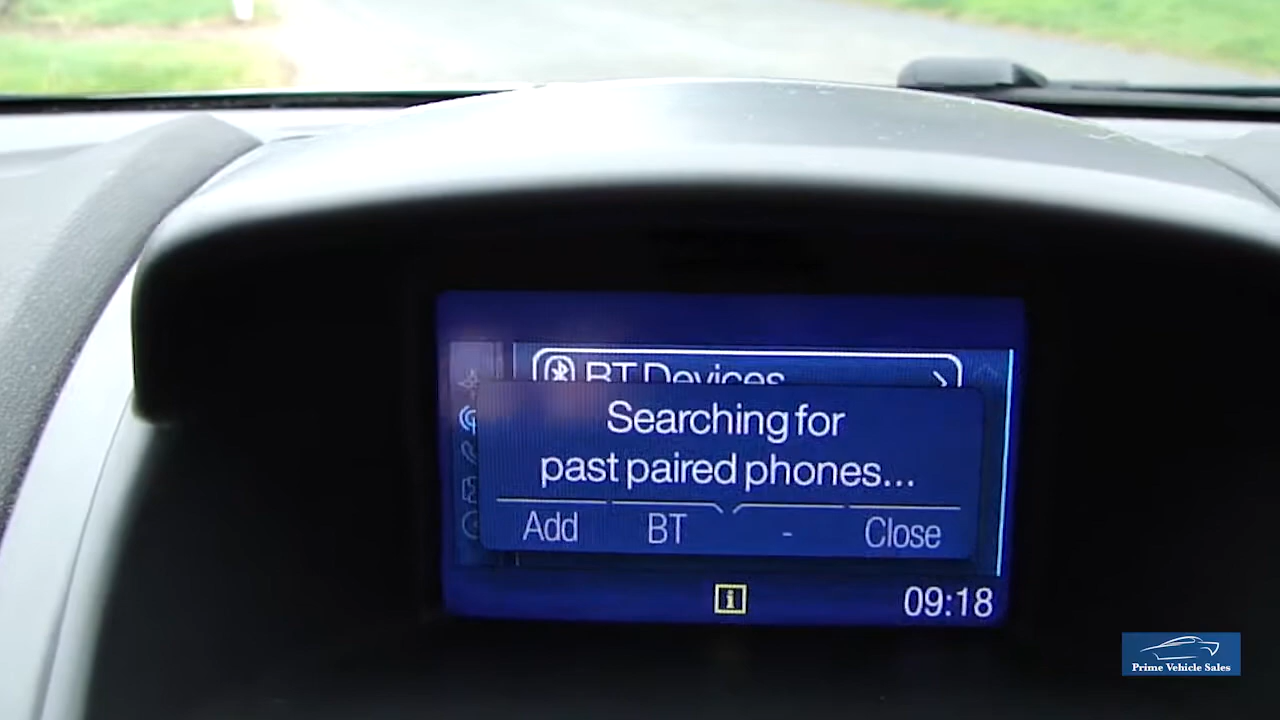 BT Devices
Searching for
past paired phones...
Add BT - Close
i 09:18
Prime Vehicle Sales